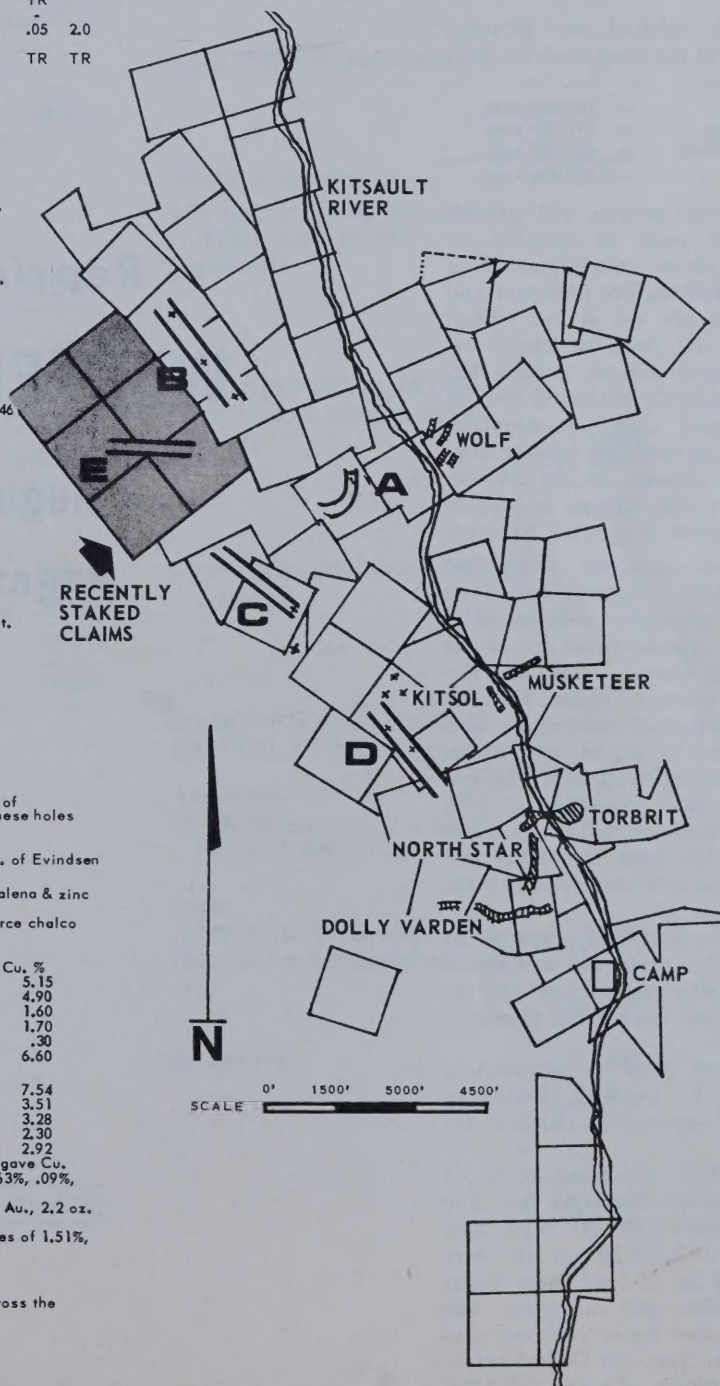 TR
.05 2.0
TR TR
KITSAULT
RIVER
B
46
E
WOLF
A
RECENTLY
STAKED
CLAIMS
C
t.
MUSKETEER
KITSOL
D
of
hese holes
TORBRIT
. of Evindsen
NORTH STAR
alena & zinc
rce chalco
DOLLY VARDEN
Cu. %
5.15
4.90
1.60
1.70
.30
6.60
CAMP
N
7.54
3.51
3.28
2.30
2.92
SCALE 0' 1500' 5000' 4500'
gave Cu.
53%, .09%,
Au., 2.2 oz.
es of 1.51%,
oss the